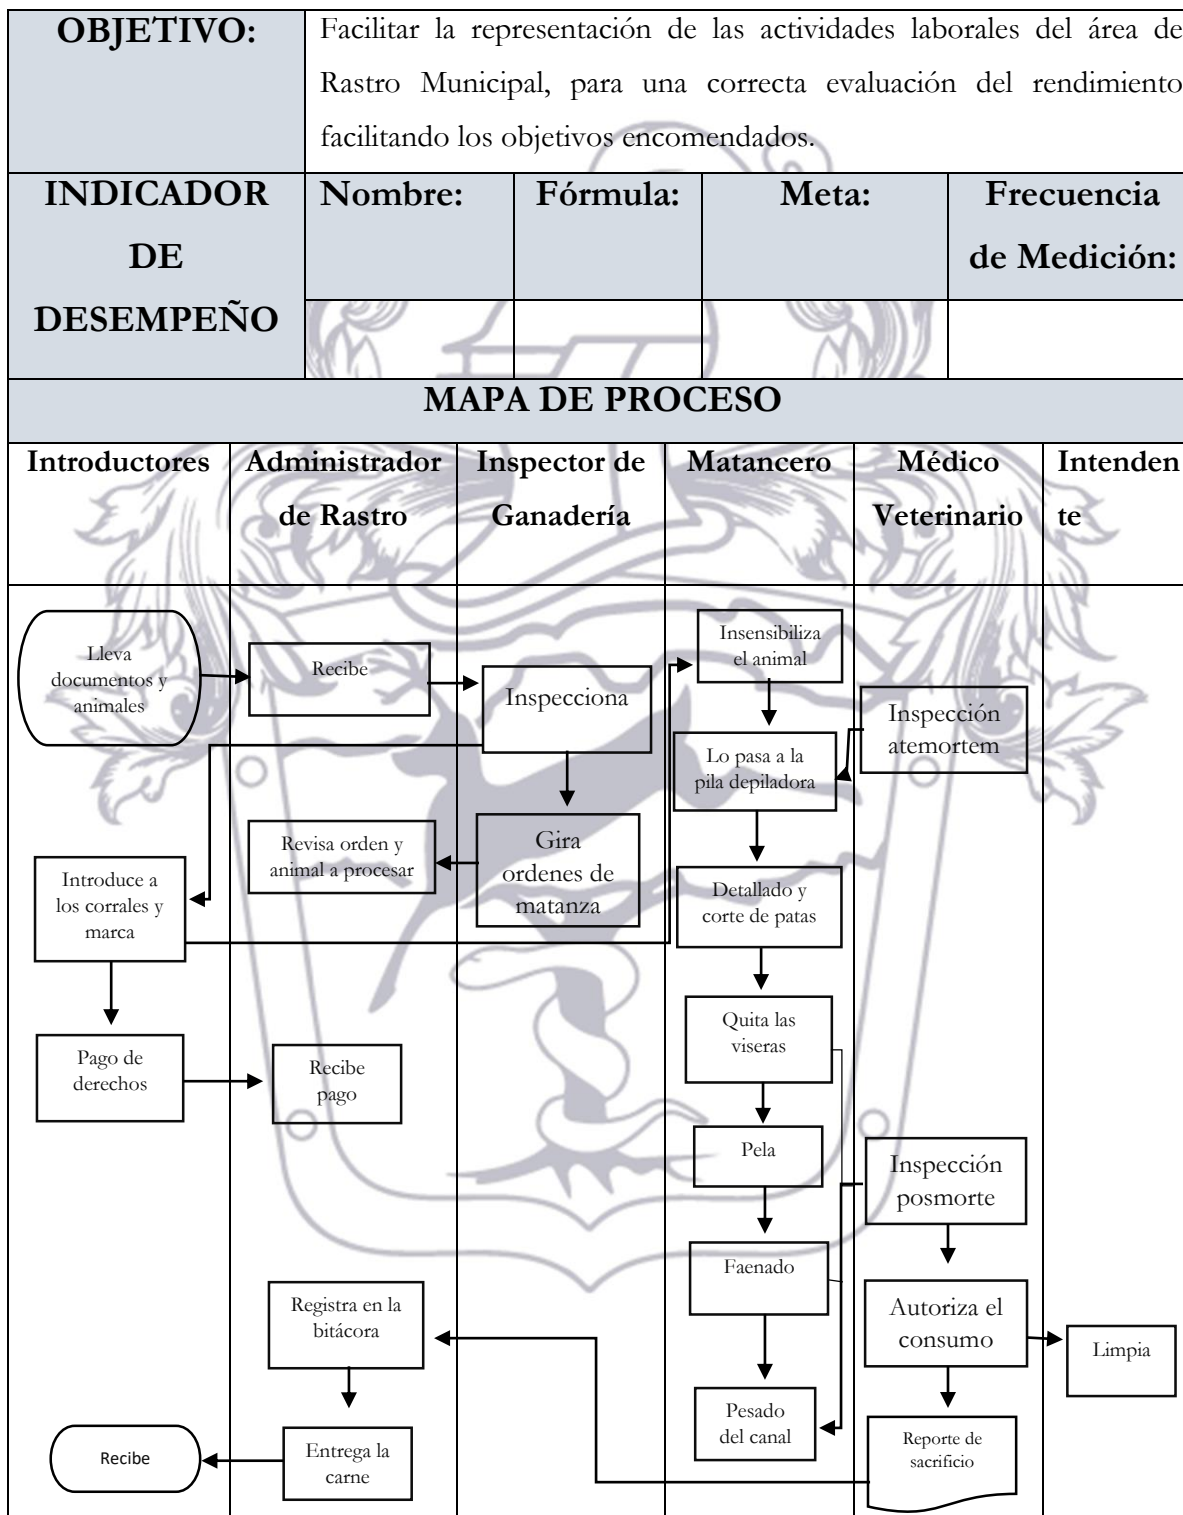 OBJETIVO:
Facilitar la representación de las actividades laborales del área de
Rastro Municipal, para una correcta evaluación del rendimiento
facilitando los objetivos encomendados.
INDICADOR
DE
DESEMPEÑO
Nombre:
Fórmula:
Meta:
Frecuencia
de Medición:
MAPA DE PROCESO
Introductores
Administrador
de Rastro
Inspector de
Ganadería
Matancero
Médico
Veterinario
Intenden
te
Lleva
documentos y
animales
Recibe
Inspecciona
Insensibiliza
el animal
Inspección
atemortem
Lo pasa a la
pila depiladora
Revisa orden y
animal a procesar
Gira
ordenes de
matanza
Introduce a
los corrales y
marca
Detallado y
corte de patas
Quita las
viseras
Pago de
derechos
Recibe
pago
Pela
Inspección
posmorte
Faenado
Registra en la
bitácora
Autoriza el
consumo
Limpia
Pesado
del canal
Reporte de
sacrificio
Entrega la
carne
Recibe